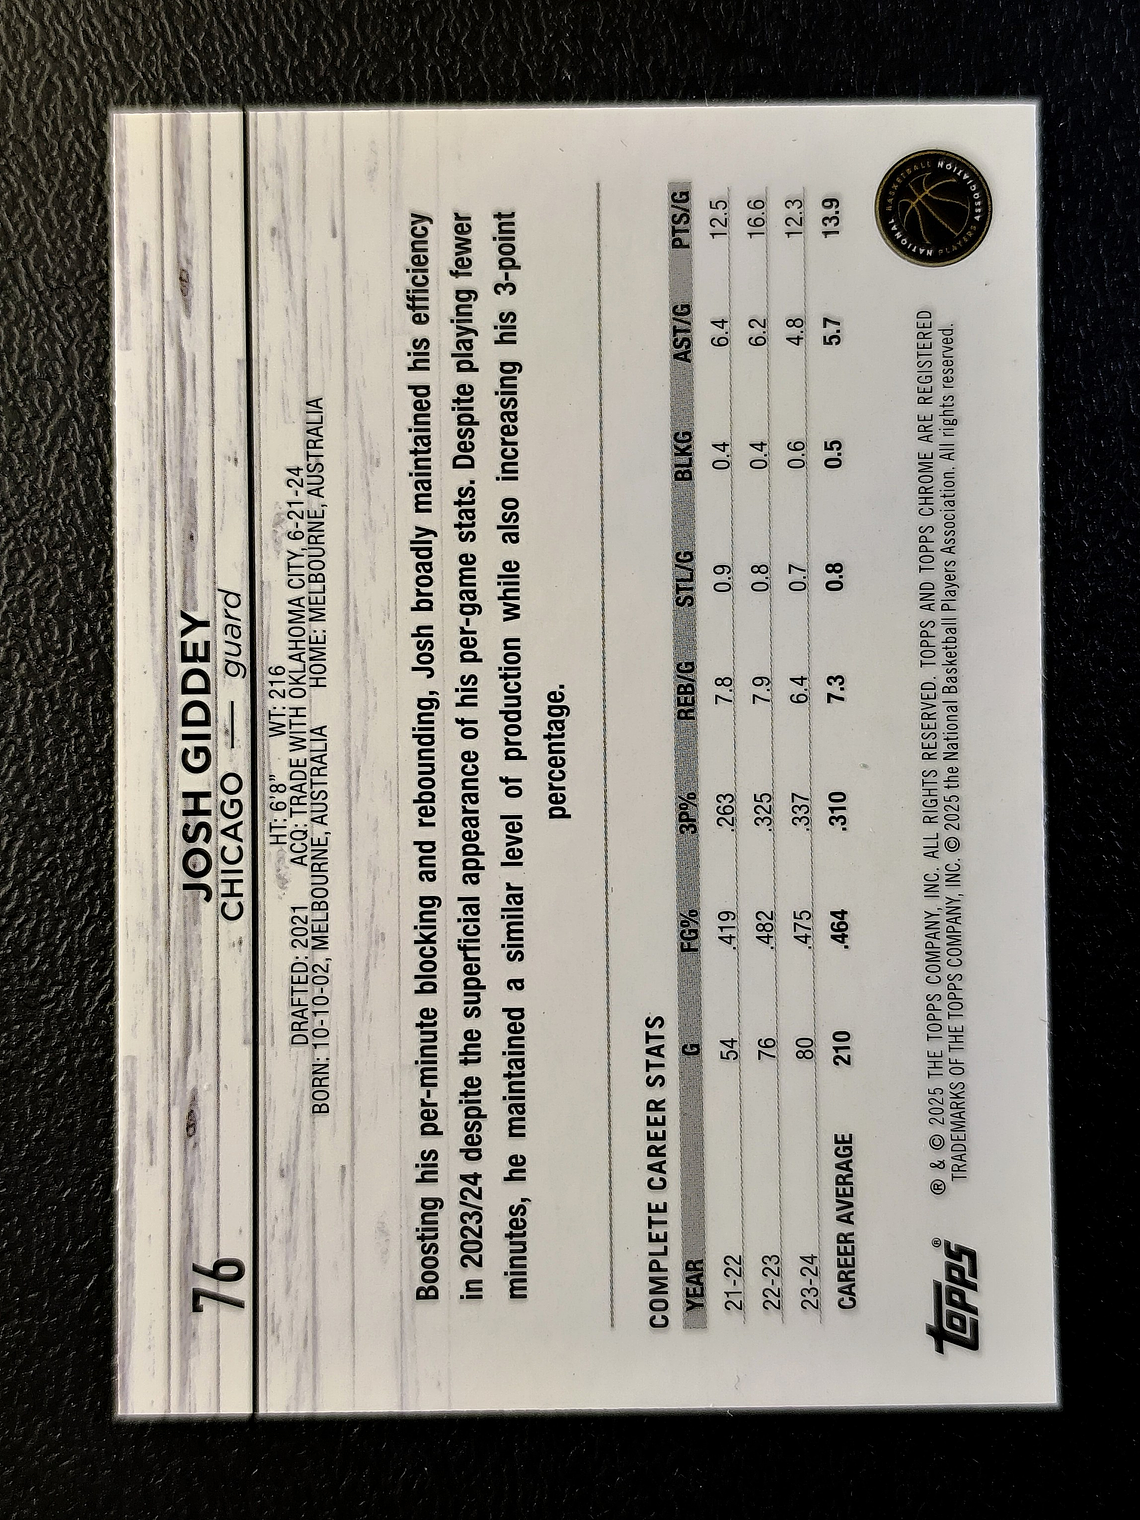 76
JOSH GIDDEY
CHICAGO — guard
HT: 6'8" WT: 216
DRAFTED: 2021 ACQ: TRADE WITH OKLAHOMA CITY, 6-21-24
BORN: 10-10-02, MELBOURNE, AUSTRALIA HOME: MELBOURNE, AUSTRALIA
Boosting his per-minute blocking and rebounding, Josh broadly maintained his efficiency
in 2023/24 despite the superficial appearance of his per-game stats. Despite playing fewer
minutes, he maintained a similar level of production while also increasing his 3-point
percentage.
COMPLETE CAREER STATS
YEAR G FG% 3P% REB/G STL/G BLKG AST/G PTS/G
21-22 54 .419 .263 7.8 0.9 0.4 6.4 12.5
22-23 76 .482 .325 7.9 0.8 0.4 6.2 16.6
23-24 80 .475 .337 6.4 0.7 0.6 4.8 12.3
CAREER AVERAGE 210 .464 .310 7.3 0.8 0.5 5.7 13.9
TOPPS®
® & © 2025 THE TOPPS COMPANY, INC. ALL RIGHTS RESERVED. TOPPS AND TOPPS CHROME ARE REGISTERED
TRADEMARKS OF THE TOPPS COMPANY, INC. © 2025 the National Basketball Players Association. All rights reserved.
NATIONAL BASKETBALL PLAYERS ASSOCIATION